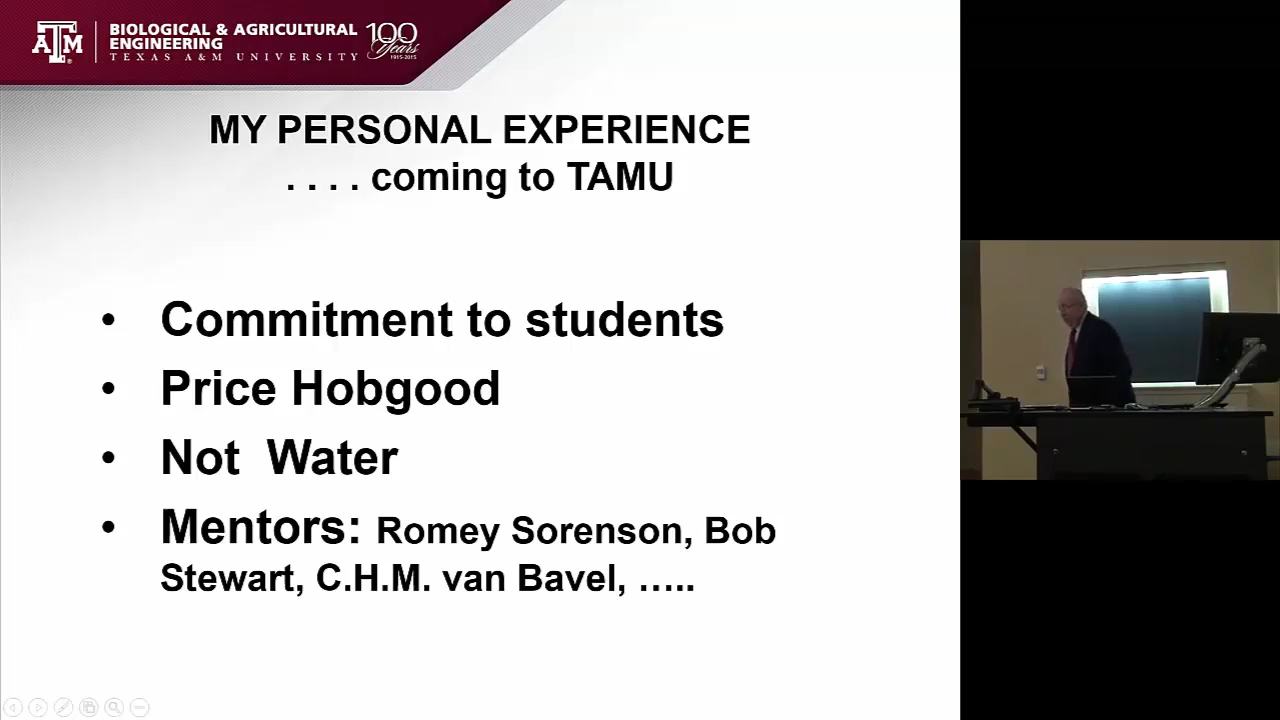 BIOLOGICAL & AGRICULTURAL
ENGINEERING
TEXAS A&M UNIVERSITY
100 Years
1915-2015
MY PERSONAL EXPERIENCE
. . . . coming to TAMU
• Commitment to students
• Price Hobgood
• Not  Water
• Mentors: Romey Sorenson, Bob
Stewart, C.H.M. van Bavel, …..